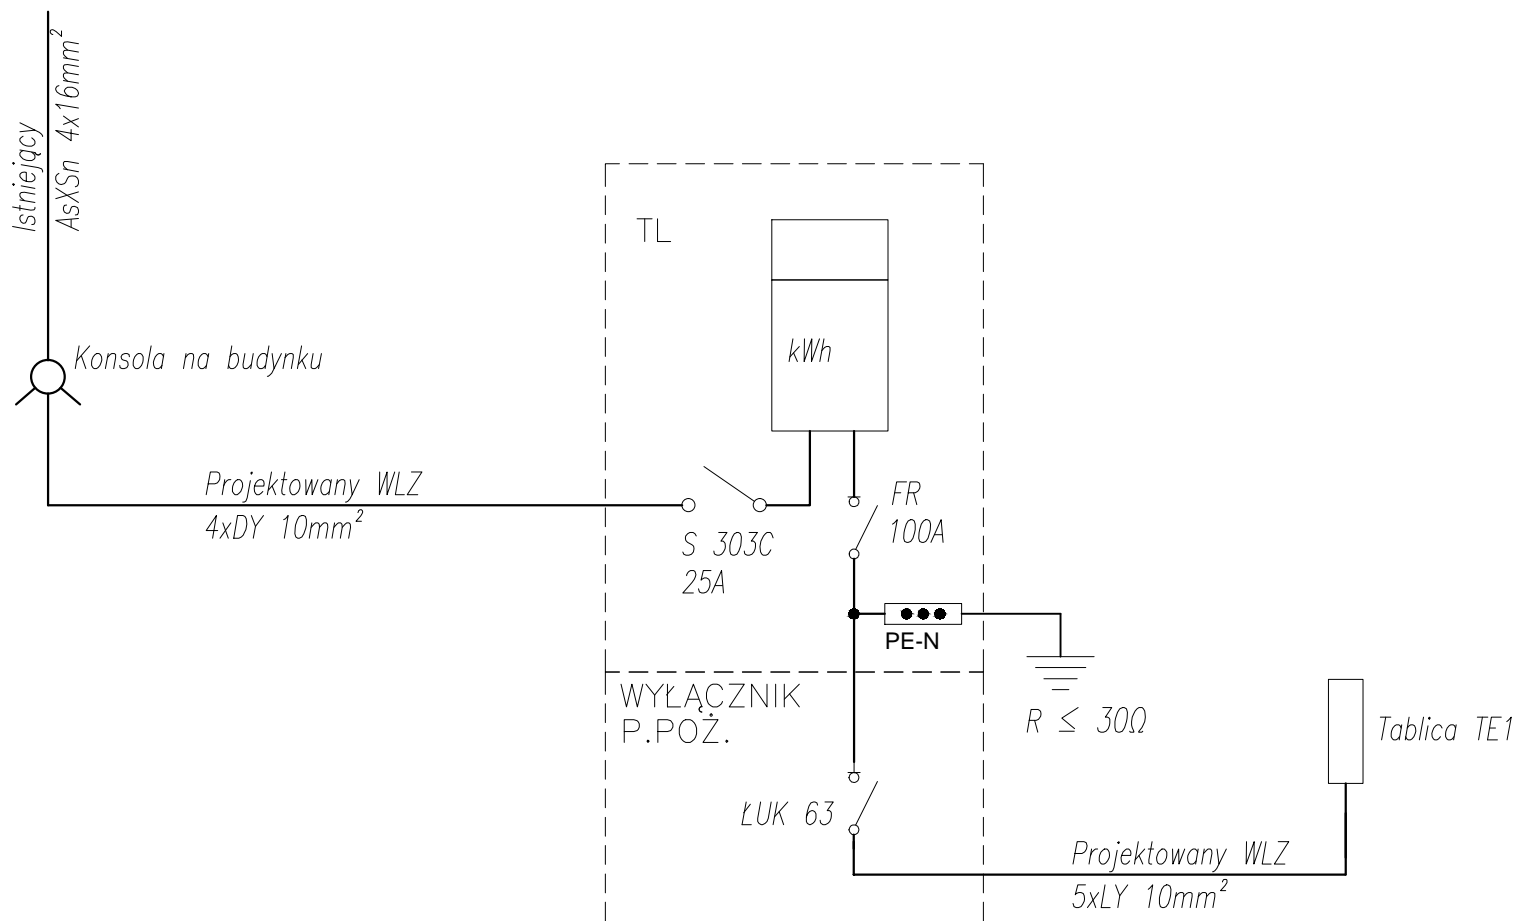 Istniejący
AsXSn 4x16mm²
Konsola na budynku
Projektowany WLZ
4xDY 10mm²
TL
kWh
S 303C
25A
FR
100A
PE-N
R ≤ 30Ω
WYŁĄCZNIK
P.POŻ.
ŁUK 63
Tablica TE1
Projektowany WLZ
5xLY 10mm²